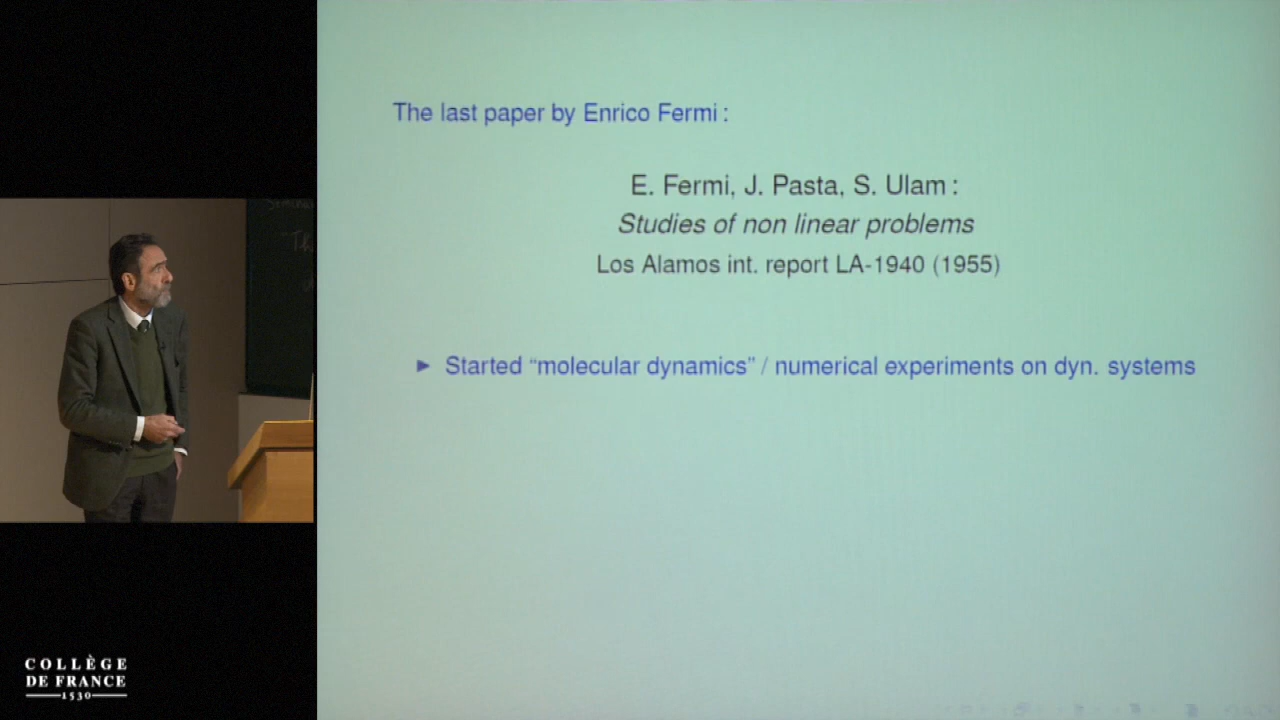 The last paper by Enrico Fermi :
E. Fermi, J. Pasta, S. Ulam :
Studies of non linear problems
Los Alamos int. report LA-1940 (1955)
▶ Started “molecular dynamics” / numerical experiments on dyn. systems
COLLÈGE
DE FRANCE
1530